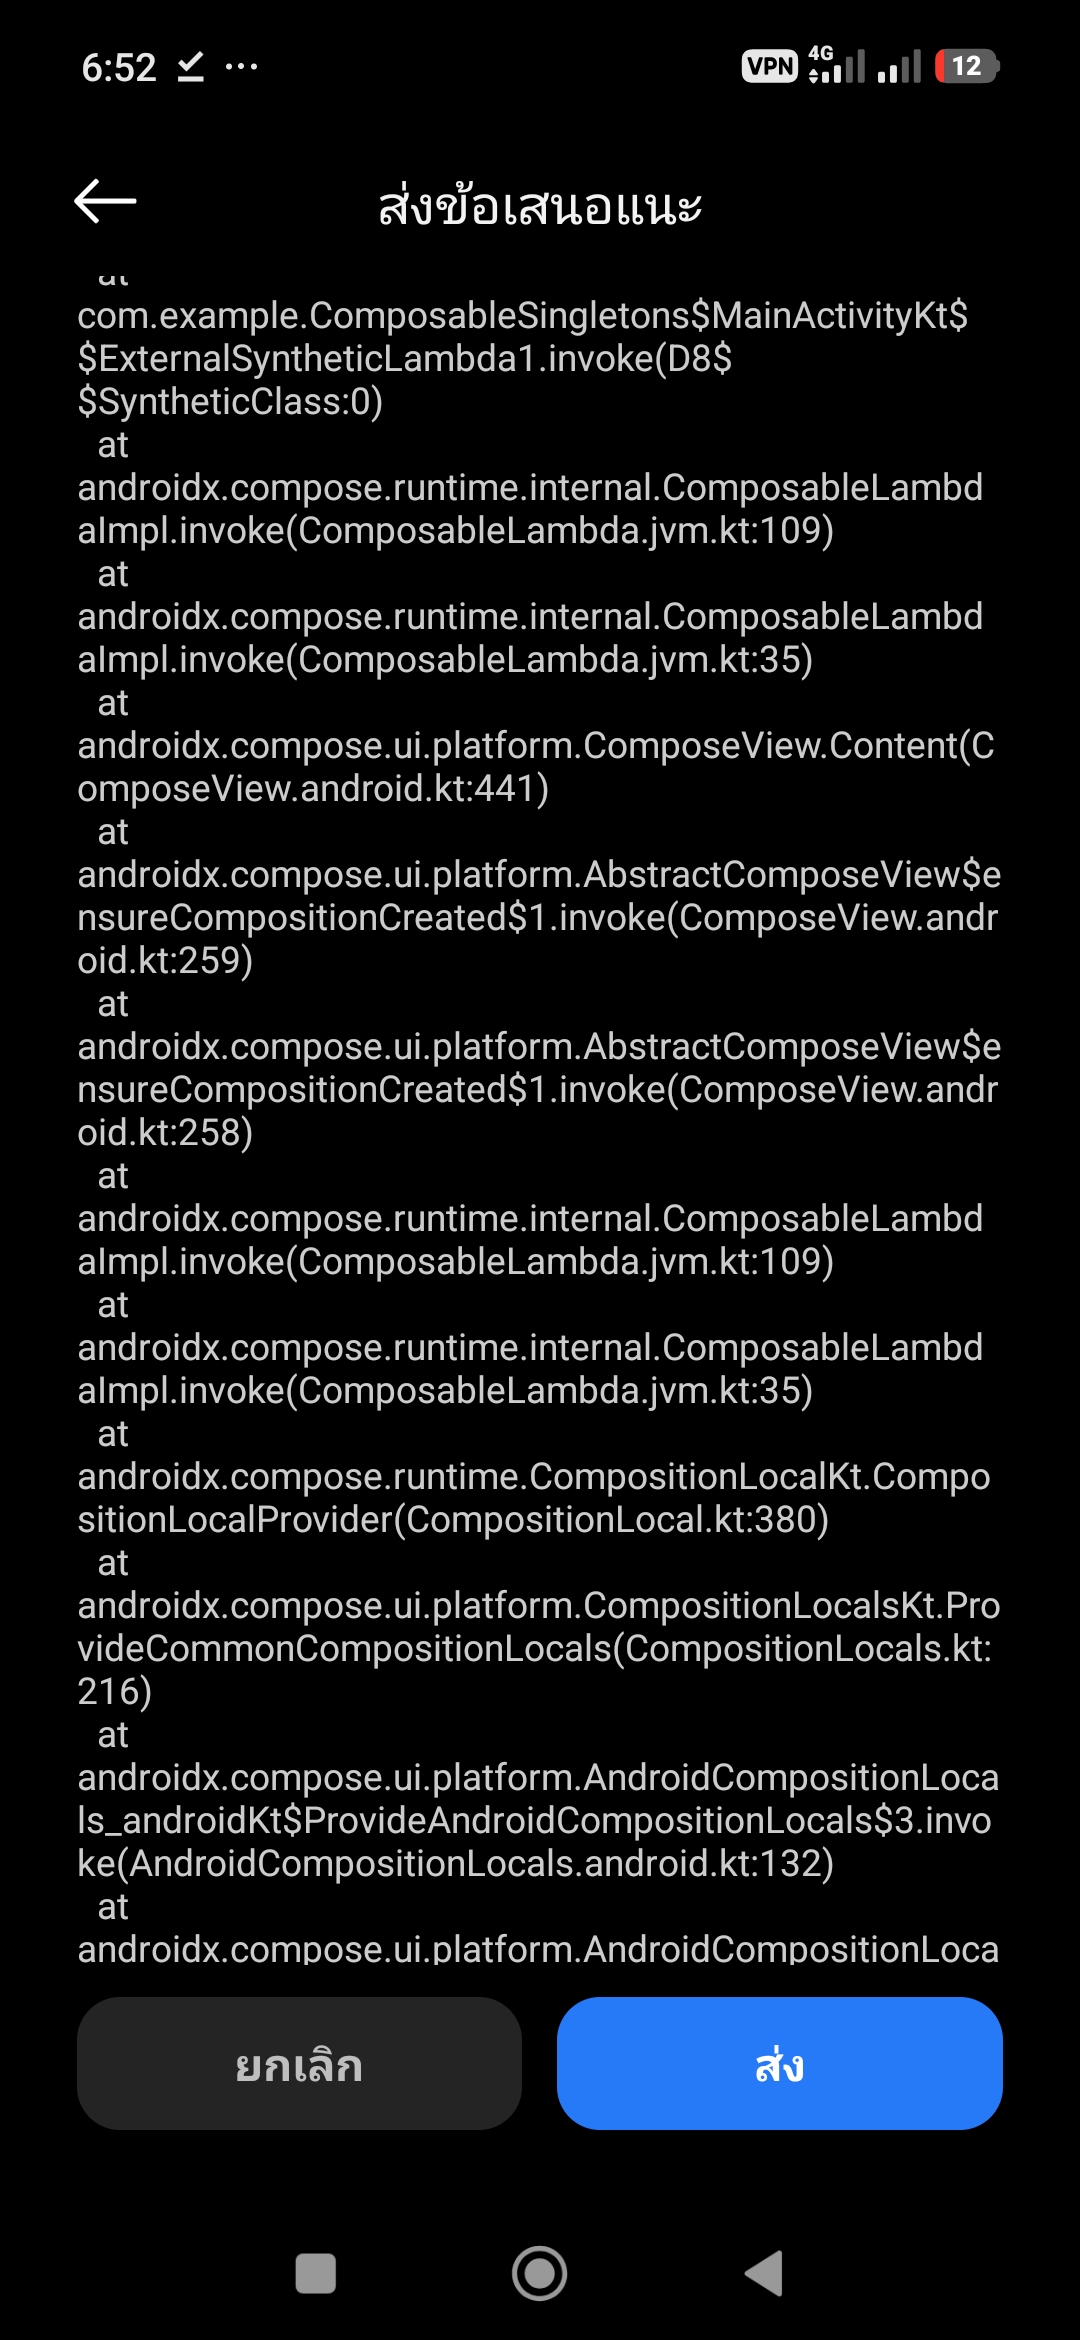 6:52
VPN 4G 12
ส่งข้อเสนอแนะ
at
com.example.ComposableSingletons$MainActivityKt$
$ExternalSyntheticLambda1.invoke(D8$
$SyntheticClass:0)
at
androidx.compose.runtime.internal.ComposableLambd
aImpl.invoke(ComposableLambda.jvm.kt:109)
at
androidx.compose.runtime.internal.ComposableLambd
aImpl.invoke(ComposableLambda.jvm.kt:35)
at
androidx.compose.ui.platform.ComposeView.Content(C
omposeView.android.kt:441)
at
androidx.compose.ui.platform.AbstractComposeView$e
nsureCompositionCreated$1.invoke(ComposeView.andr
oid.kt:259)
at
androidx.compose.ui.platform.AbstractComposeView$e
nsureCompositionCreated$1.invoke(ComposeView.andr
oid.kt:258)
at
androidx.compose.runtime.internal.ComposableLambd
aImpl.invoke(ComposableLambda.jvm.kt:109)
at
androidx.compose.runtime.internal.ComposableLambd
aImpl.invoke(ComposableLambda.jvm.kt:35)
at
androidx.compose.runtime.CompositionLocalKt.Compo
sitionLocalProvider(CompositionLocal.kt:380)
at
androidx.compose.ui.platform.CompositionLocalsKt.Pro
videCommonCompositionLocals(CompositionLocals.kt:
216)
at
androidx.compose.ui.platform.AndroidCompositionLoca
ls_androidKt$ProvideAndroidCompositionLocals$3.invo
ke(AndroidCompositionLocals.android.kt:132)
at
androidx.compose.ui.platform.AndroidCompositionLoca
ยกเลิก
ส่ง